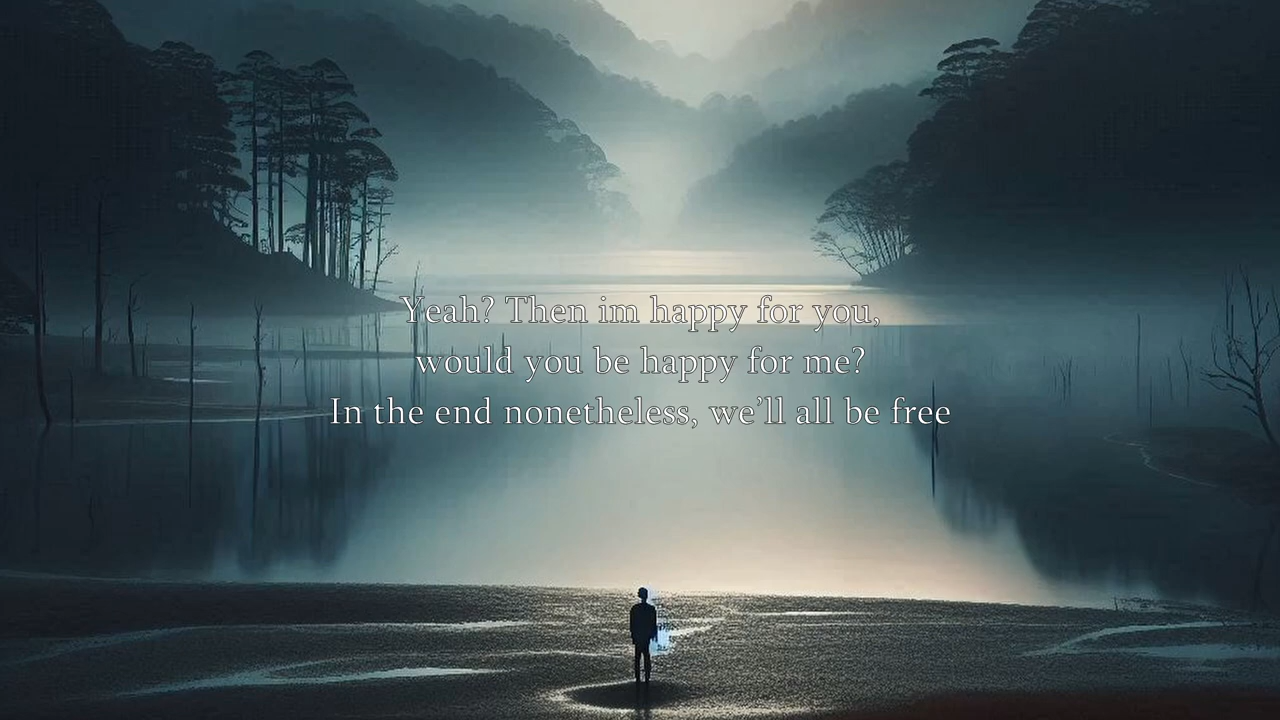 Yeah? Then im happy for you,
would you be happy for me?
In the end nonetheless, we'll all be free